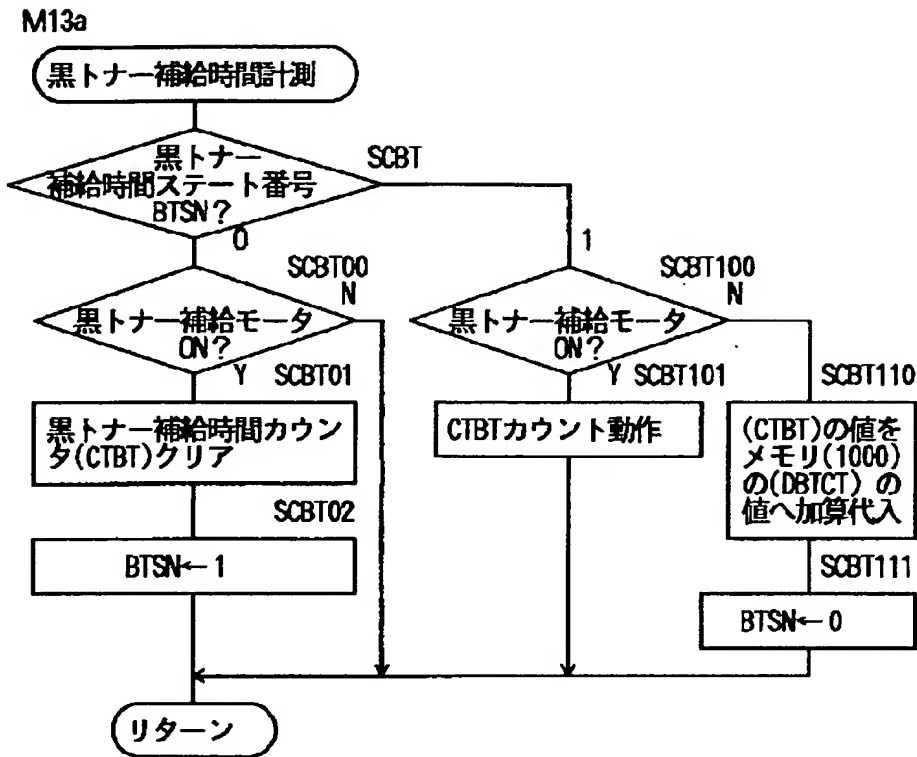 M13a
黒トナー補給時間計測
黒トナー
補給時間ステート番号
BTSN?
SCBT
0
1
SCBT00
N
黒トナー補給モータ
ON?
Y
SCBT01
黒トナー補給時間カウン
タ(CTBT)クリア
SCBT02
BTSN←1
SCBT100
N
黒トナー補給モータ
ON?
Y
SCBT101
CTBTカウント動作
SCBT110
(CTBT)の値を
メモリ(1000)
の(DBTCT)の
値へ加算代入
SCBT111
BTSN←0
リターン